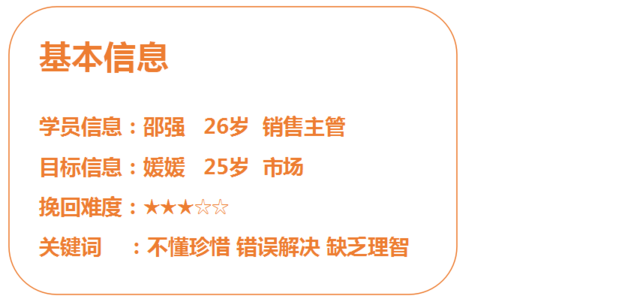 基本信息
学员信息：邵强 26岁 销售主管
目标信息：媛媛 25岁 市场
挽回难度：★★★☆☆
关键词 ：不懂珍惜 错误解决 缺乏理智